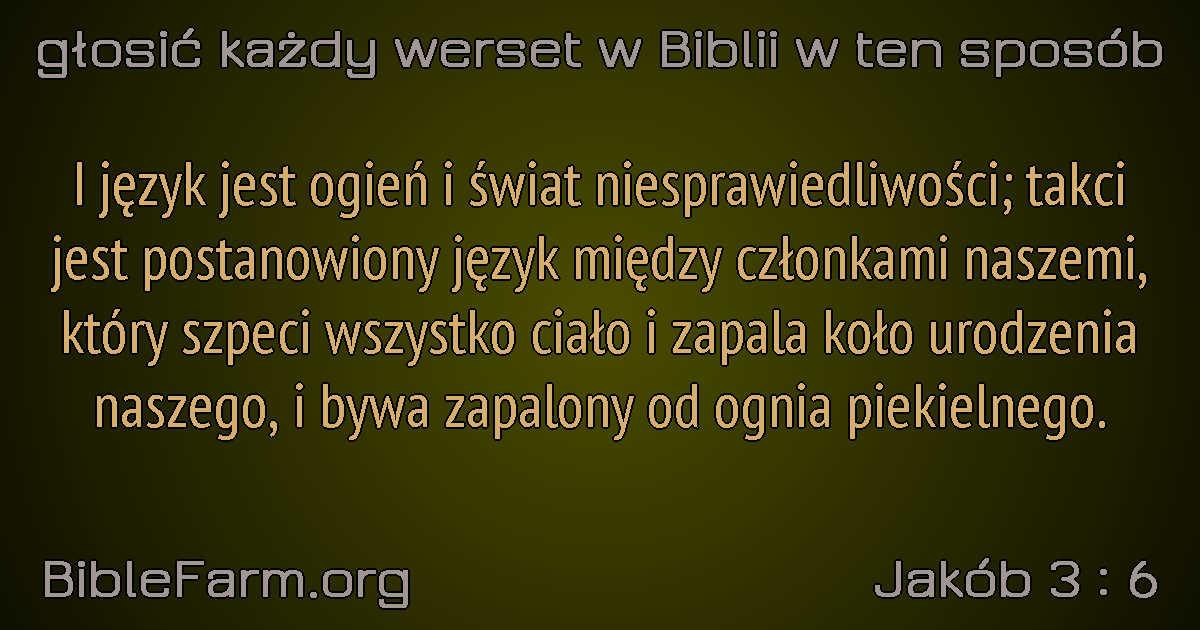 głosić każdy werset w Biblii w ten sposób
I język jest ogień i świat niesprawiedliwości; takci
jest postanowiony język między członkami naszemi,
który szpeci wszystko ciało i zapala koło urodzenia
naszego, i bywa zapalony od ognia piekielnego.
BibleFarm.org
Jakób 3 : 6